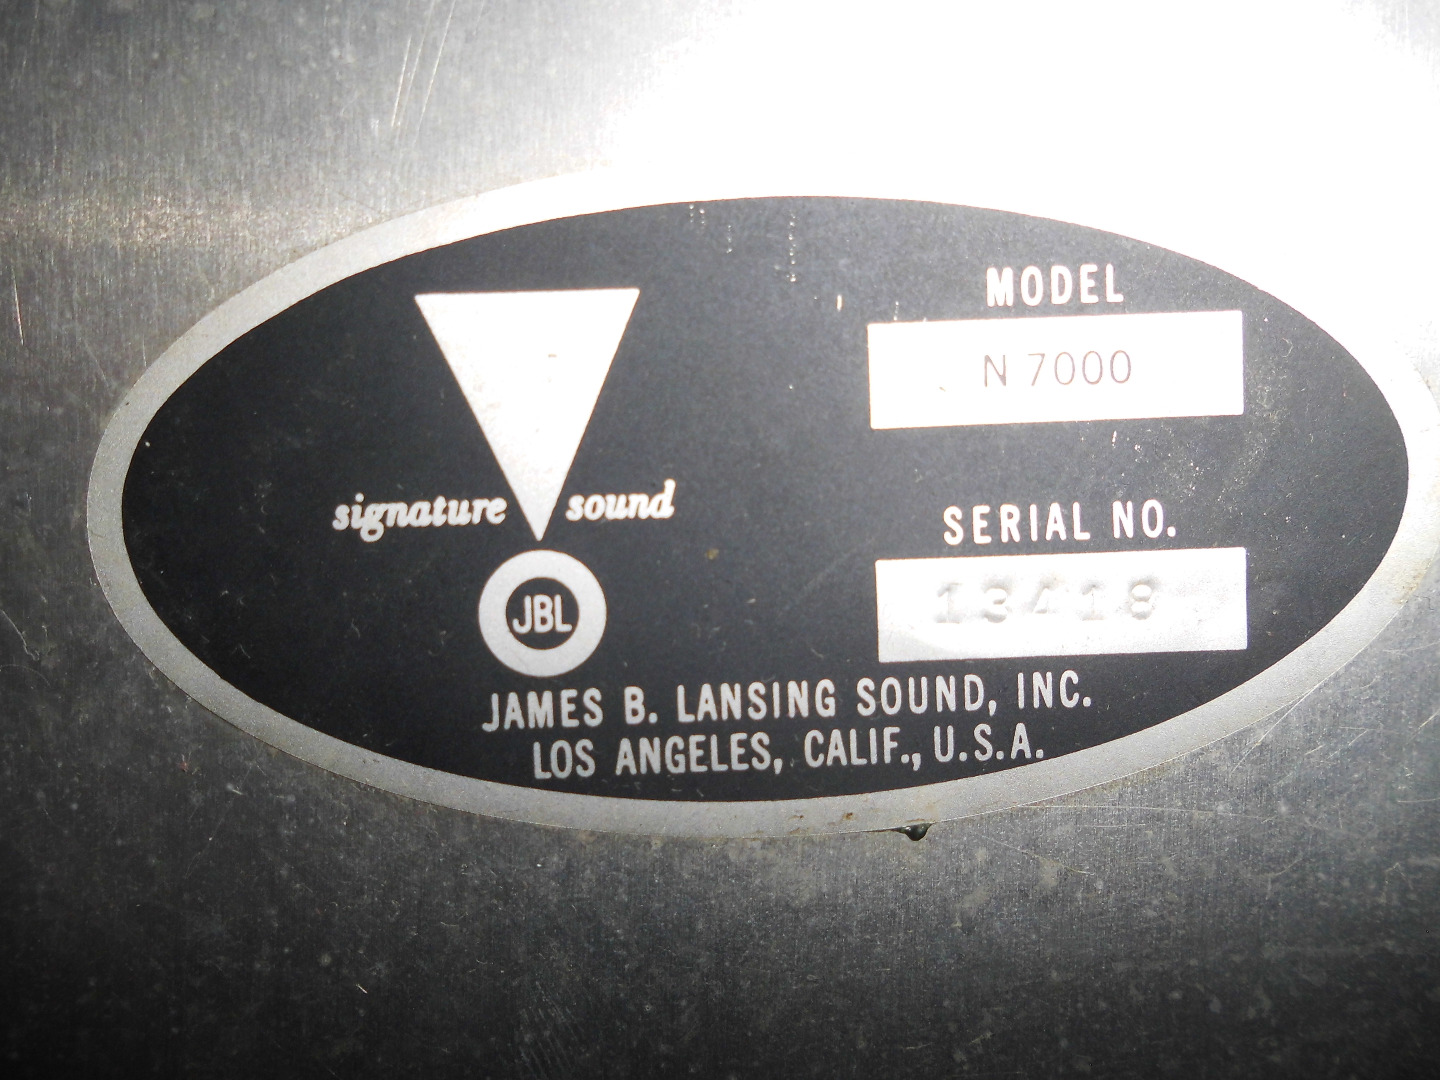 MODEL
N 7000
signature sound
SERIAL NO.
13418
JBL
JAMES B. LANSING SOUND, INC.
LOS ANGELES, CALIF., U.S.A.